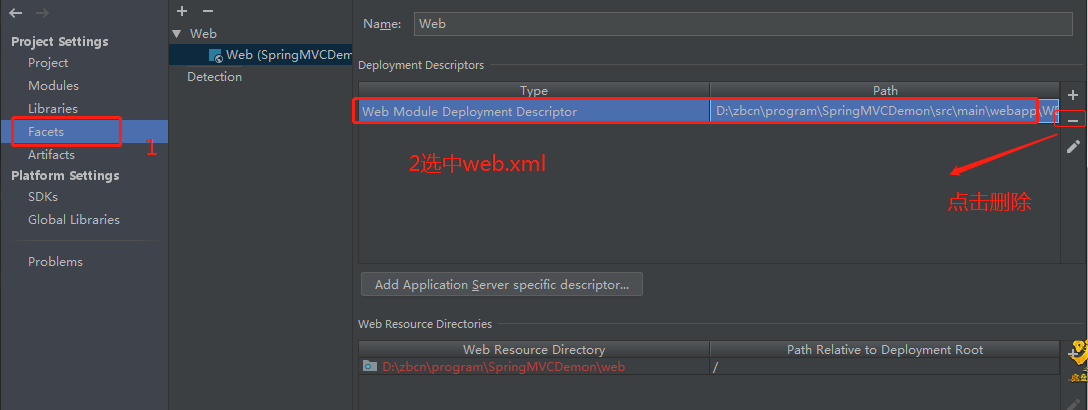 Project Settings
Project
Modules
Libraries
Facets
1
Artifacts
Platform Settings
SDKs
Global Libraries
Problems
Web
Web (SpringMVCDem
Detection
Name: Web
Deployment Descriptors
Type Path
Web Module Deployment Descriptor D:\zbcn\program\SpringMVCDemon\src\main\webapp\WE
2选中web.xml
点击删除
Add Application Server specific descriptor...
Web Resource Directories
Web Resource Directory Path Relative to Deployment Root
D:\zbcn\program\SpringMVCDemon\web /